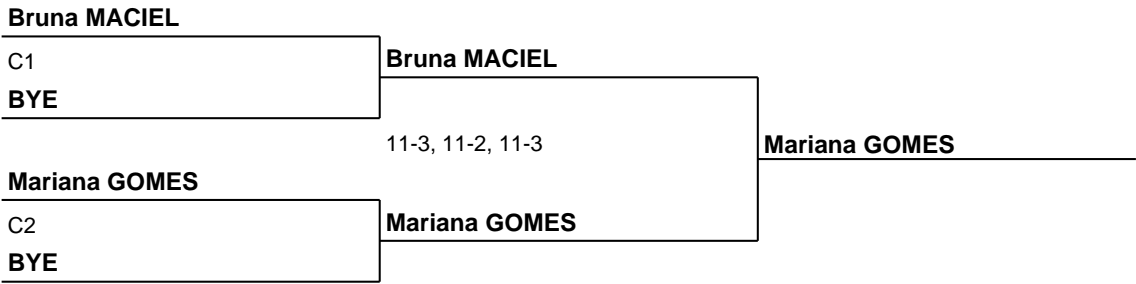 Bruna MACIEL
C1
BYE
Bruna MACIEL
11-3, 11-2, 11-3
Mariana GOMES
Mariana GOMES
C2
BYE
Mariana GOMES